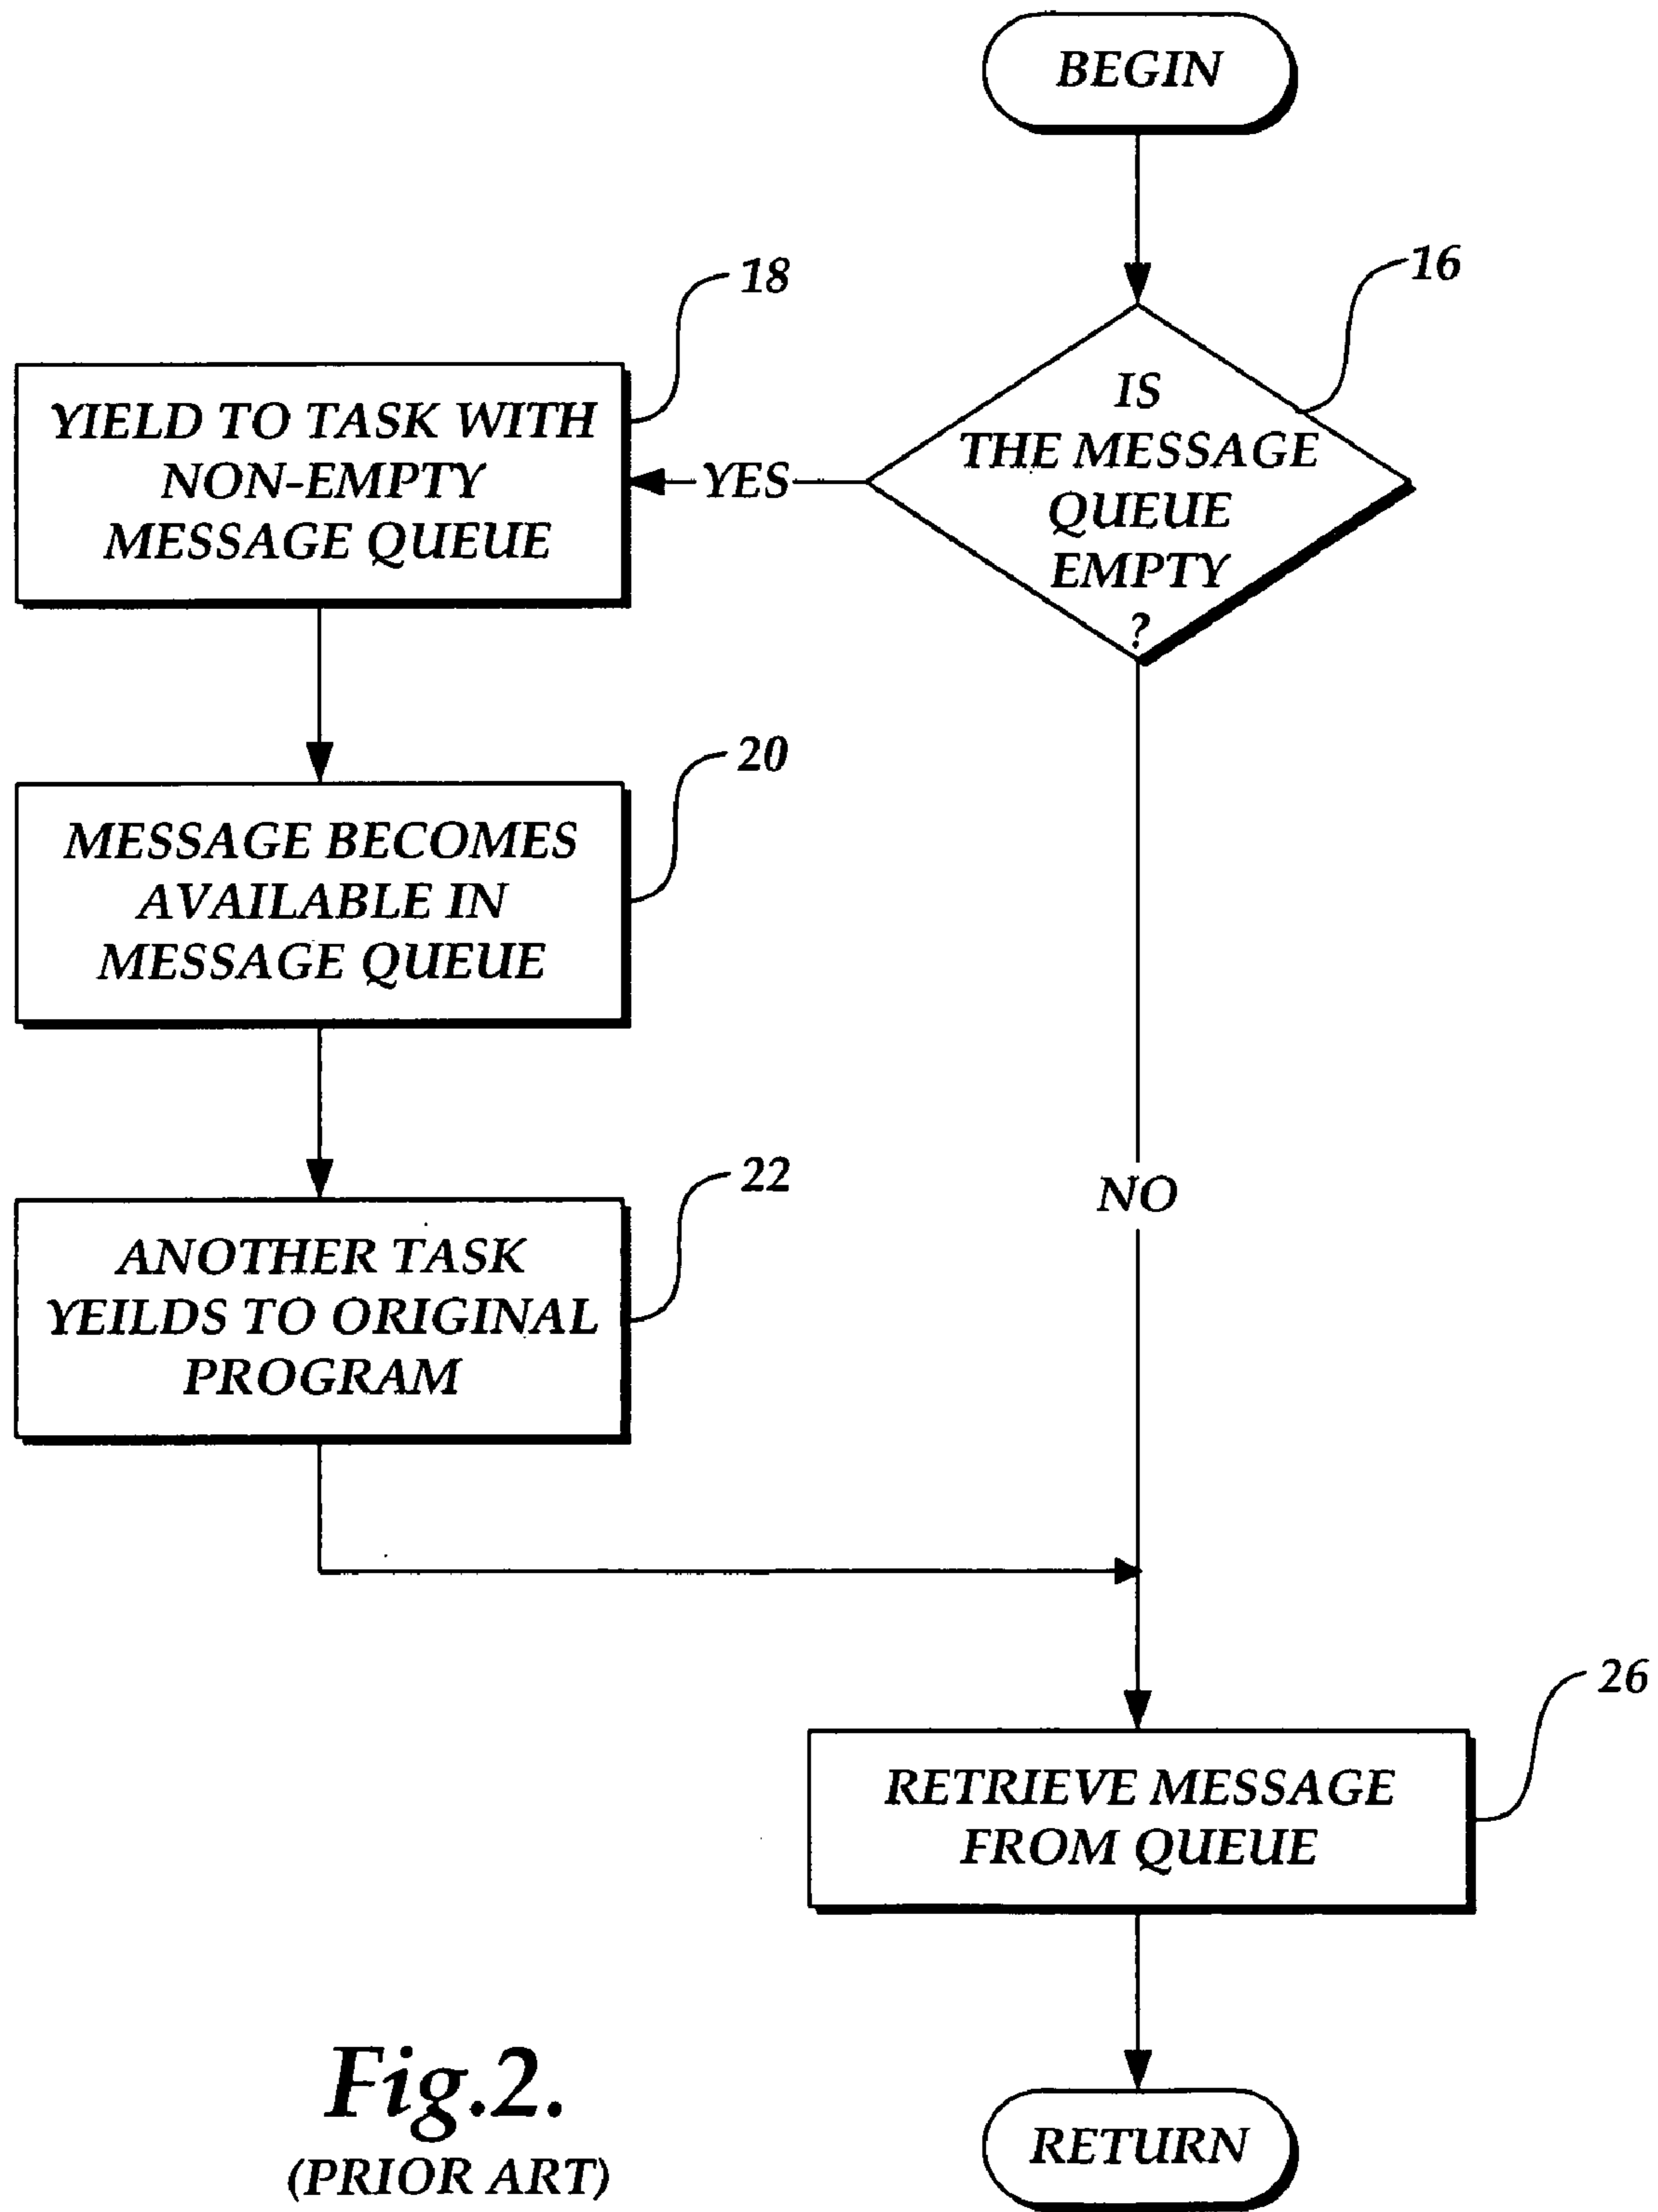 BEGIN
16
IS
THE MESSAGE
QUEUE
EMPTY
?
YES
18
YIELD TO TASK WITH
NON-EMPTY
MESSAGE QUEUE
20
MESSAGE BECOMES
AVAILABLE IN
MESSAGE QUEUE
22
ANOTHER TASK
YEILDS TO ORIGINAL
PROGRAM
NO
26
RETRIEVE MESSAGE
FROM QUEUE
RETURN
Fig.2.
(PRIOR ART)